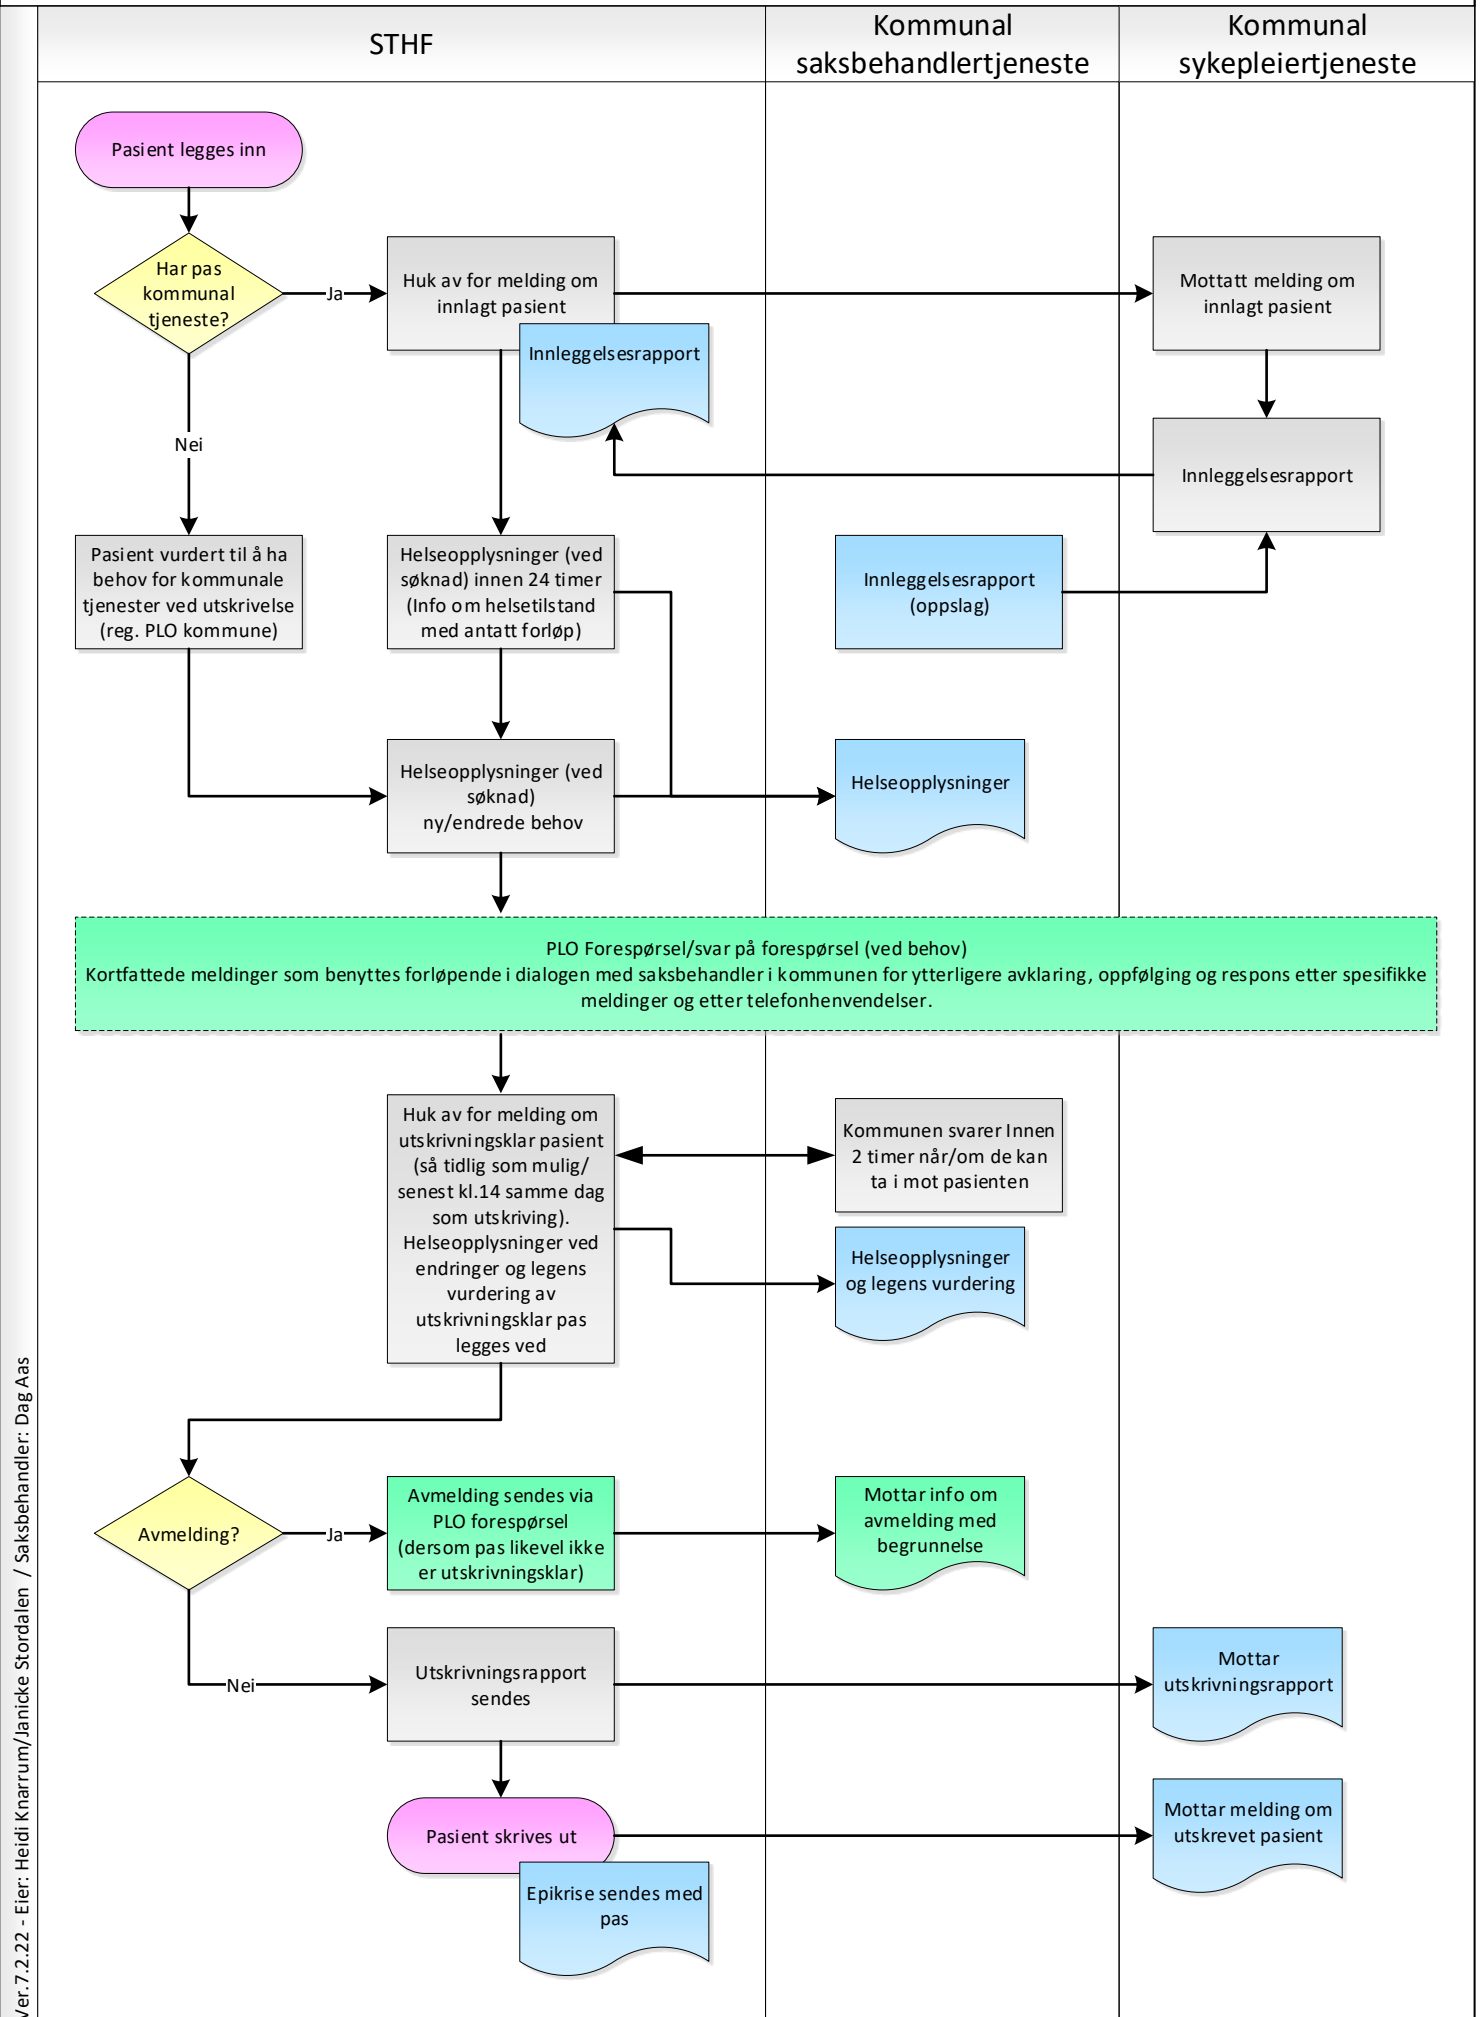 STHF
Kommunal
saksbehandlertjeneste
Kommunal
sykepleiertjeneste
Pasient legges inn
Har pas
kommunal
tjeneste?
Ja
Huk av for melding om
innlagt pasient
Mottatt melding om
innlagt pasient
Innleggelsesrapport
Nei
Innleggelsesrapport
Pasient vurdert til å ha
behov for kommunale
tjenester ved utskrivelse
(reg. PLO kommune)
Helseopplysninger (ved
søknad) innen 24 timer
(Info om helsetilstand
med antatt forløp)
Innleggelsesrapport
(oppslag)
Helseopplysninger (ved
søknad)
ny/endrede behov
Helseopplysninger
PLO Forespørsel/svar på forespørsel (ved behov)
Kortfattede meldinger som benyttes forløpende i dialogen med saksbehandler i kommunen for ytterligere avklaring, oppfølging og respons etter spesifikke
meldinger og etter telefonhenvendelser.
Huk av for melding om
utskrivningsklar pasient
(så tidlig som mulig/
senest kl.14 samme dag
som utskriving).
Helseopplysninger ved
endringer og legens
vurdering av
utskrivningsklar pas
legges ved
Kommunen svarer Innen
2 timer når/om de kan
ta i mot pasienten
Helseopplysninger
og legens vurdering
Avmelding?
Ja
Avmelding sendes via
PLO forespørsel
(dersom pas likevel ikke
er utskrivningsklar)
Mottar info om
avmelding med
begrunnelse
Nei
Utskrivningsrapport
sendes
Mottar
utskrivningsrapport
Pasient skrives ut
Mottar melding om
utskrevet pasient
Epikrise sendes med
pas
Ver.7.2.22 - Eier: Heidi Knarrum/Janicke Stordalen / Saksbehandler: Dag Aas